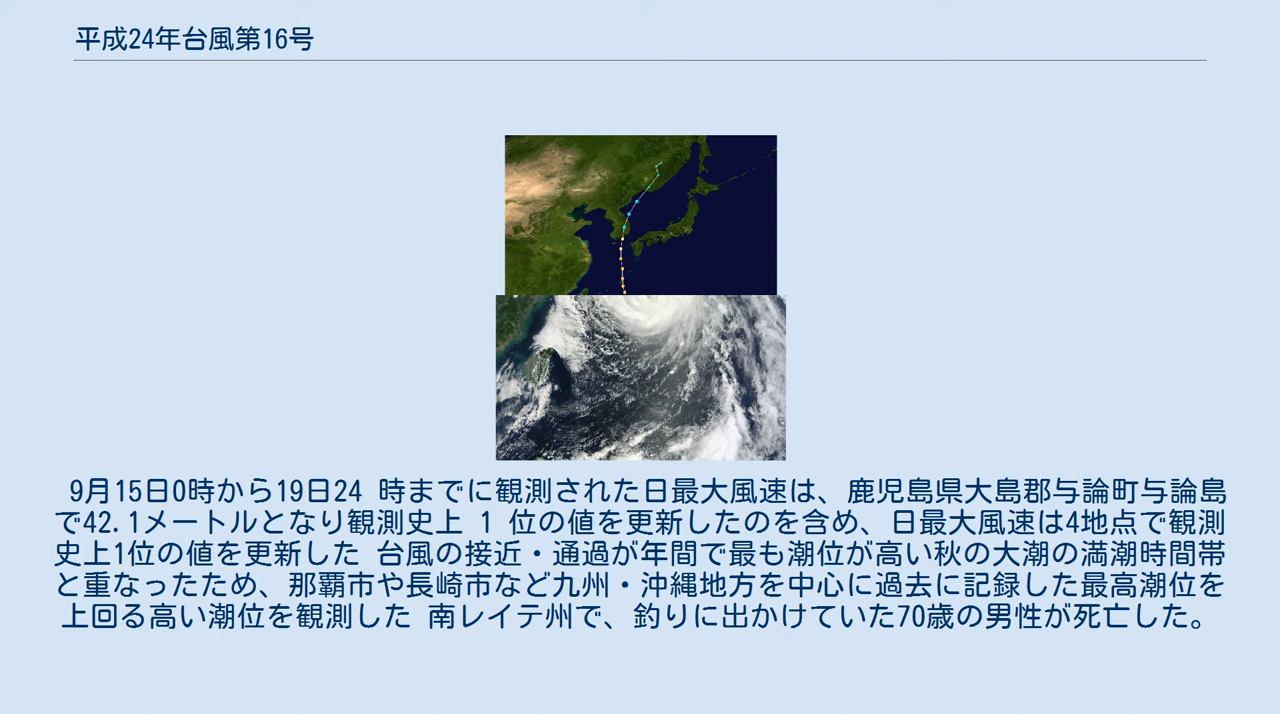 平成24年台風第16号
9月15日0時から19日24 時までに観測された日最大風速は、鹿児島県大島郡与論町与論島
で42.1メートルとなり観測史上 1 位の値を更新したのを含め、日最大風速は4地点で観測
史上1位の値を更新した 台風の接近・通過が年間で最も潮位が高い秋の大潮の満潮時間帯
と重なったため、那覇市や長崎市など九州・沖縄地方を中心に過去に記録した最高潮位を
上回る高い潮位を観測した 南レイテ州で、釣りに出かけていた70歳の男性が死亡した。